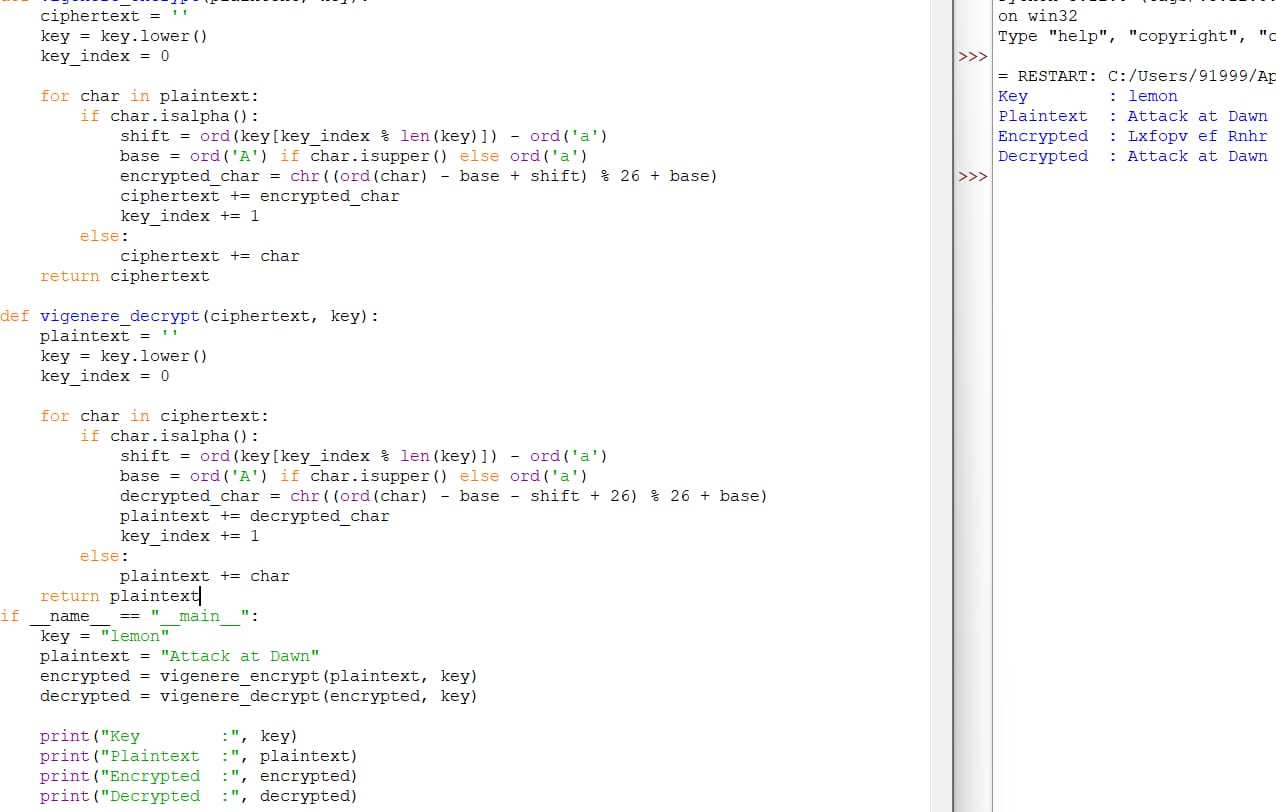 ciphertext = ''
    key = key.lower()
    key_index = 0
    for char in plaintext:
        if char.isalpha():
            shift = ord(key[key_index % len(key)]) - ord('a')
            base = ord('A') if char.isupper() else ord('a')
            encrypted_char = chr((ord(char) - base + shift) % 26 + base)
            ciphertext += encrypted_char
            key_index += 1
        else:
            ciphertext += char
    return ciphertext
def vigenere_decrypt(ciphertext, key):
    plaintext = ''
    key = key.lower()
    key_index = 0
    for char in ciphertext:
        if char.isalpha():
            shift = ord(key[key_index % len(key)]) - ord('a')
            base = ord('A') if char.isupper() else ord('a')
            decrypted_char = chr((ord(char) - base - shift + 26) % 26 + base)
            plaintext += decrypted_char
            key_index += 1
        else:
            plaintext += char
    return plaintext
if __name__ == "__main__":
    key = "lemon"
    plaintext = "Attack at Dawn"
    encrypted = vigenere_encrypt(plaintext, key)
    decrypted = vigenere_decrypt(encrypted, key)
    print("Key        :", key)
    print("Plaintext  :", plaintext)
    print("Encrypted  :", encrypted)
    print("Decrypted  :", decrypted)
on win32
Type "help", "copyright", "c
>>>
= RESTART: C:/Users/91999/Ap
Key        : lemon
Plaintext  : Attack at Dawn
Encrypted  : Lxfopv ef Rnhr
Decrypted  : Attack at Dawn
>>>